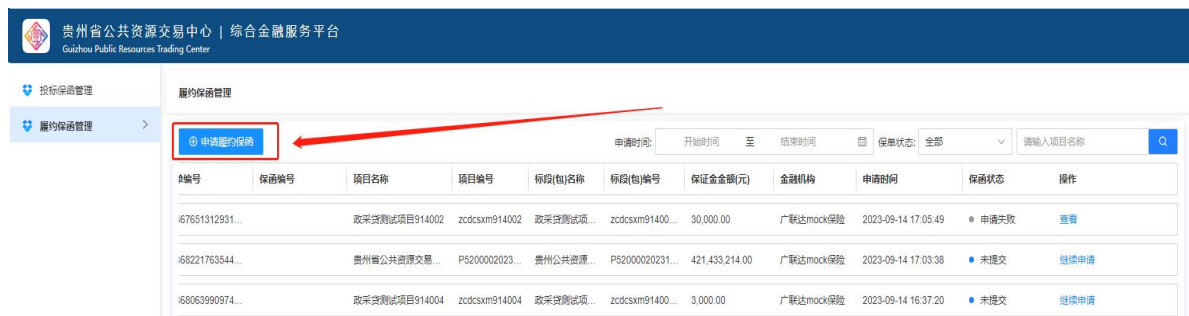 贵州省公共资源交易中心 | 综合金融服务平台
Guizhou Public Resources Trading Center
投标保函管理
履约保函管理
履约保函管理
申请履约保函 申请时间: 开始时间 至 结束时间 保单状态: 全部 请输入项目名称
编号 保函编号 项目名称 项目编号 标段(包)名称 标段(包)编号 保证金金额(元) 金融机构 申请时间 保函状态 操作
67651312931... 政采贷测试项目914002 zcdcsxm914002 政采贷测试项... zcdcsxm91400... 30,000.00 广联达mock保险 2023-09-14 17:05:49 申请失败 查看
68221763544... 贵州省公共资源交易... P5200002023... 贵州公共资源... P52000020231... 421,433,214.00 广联达mock保险 2023-09-14 17:03:38 未提交 继续申请
68063990974... 政采贷测试项目914004 zcdcsxm914004 政采贷测试项... zcdcsxm91400... 3,000.00 广联达mock保险 2023-09-14 16:37:20 未提交 继续申请